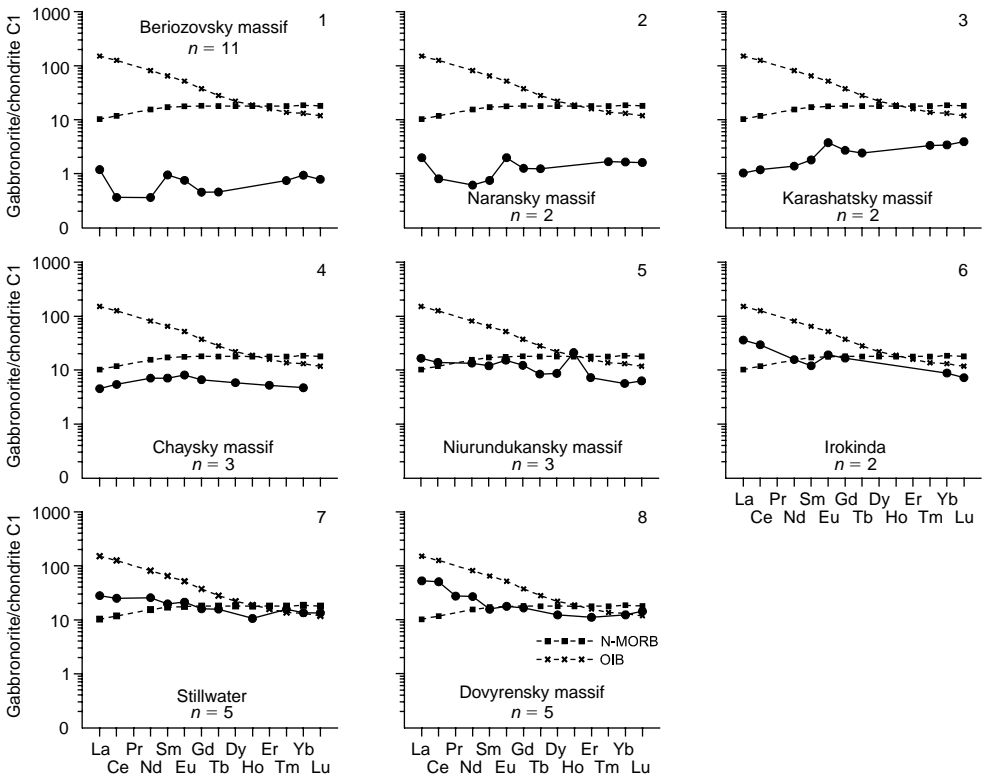 Gabbronorite/chondrite C1
1000
100
10
1
0
1
Beriozovsky massif
n = 11
2
Naransky massif
n = 2
3
Karashatsky massif
n = 2
Gabbronorite/chondrite C1
1000
100
10
1
0
4
Chaysky massif
n = 3
5
Niurundukansky massif
n = 3
6
Irokinda
n = 2
La Pr Sm Gd Dy Er Yb
Ce Nd Eu Tb Ho Tm Lu
Gabbronorite/chondrite C1
1000
100
10
1
0
7
Stillwater
n = 5
8
N-MORB
OIB
Dovyrensky massif
n = 5
La Pr Sm Gd Dy Er Yb
Ce Nd Eu Tb Ho Tm Lu
La Pr Sm Gd Dy Er Yb
Ce Nd Eu Tb Ho Tm Lu